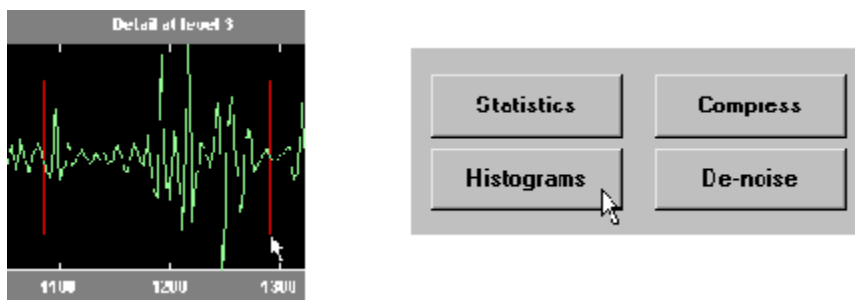 Detail at level 3
1100 1200 1300
Statistics Compress
Histograms De-noise